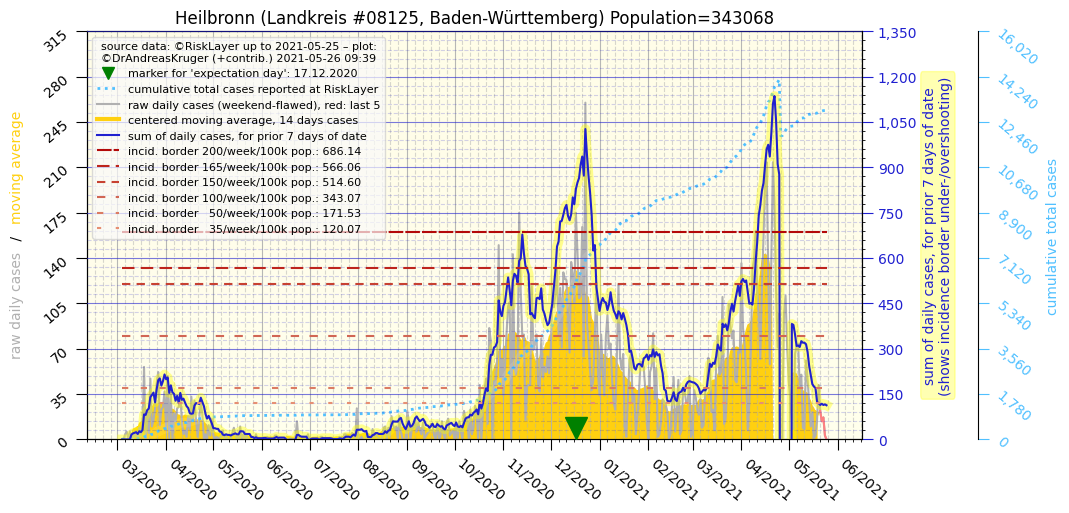 Heilbronn (Landkreis #08125, Baden-Württemberg) Population=343068
source data: ©RiskLayer up to 2021-05-25 – plot:
©DrAndreasKruger (+contrib.) 2021-05-26 09:39
marker for 'expectation day': 17.12.2020
cumulative total cases reported at RiskLayer
raw daily cases (weekend-flawed), red: last 5
centered moving average, 14 days cases
sum of daily cases, for prior 7 days of date
incid. border 200/week/100k pop.: 686.14
incid. border 165/week/100k pop.: 566.06
incid. border 150/week/100k pop.: 514.60
incid. border 100/week/100k pop.: 343.07
incid. border   50/week/100k pop.: 171.53
incid. border   35/week/100k pop.: 120.07
raw daily cases / moving average
315
280
245
210
175
140
105
70
35
0
03/2020
04/2020
05/2020
06/2020
07/2020
08/2020
09/2020
10/2020
11/2020
12/2020
01/2021
02/2021
03/2021
04/2021
05/2021
06/2021
1,350
1,200
1,050
900
750
600
450
300
150
0
sum of daily cases, for prior 7 days of date
(shows incidence border under-/overshooting)
16,020
14,240
12,460
10,680
8,900
7,120
5,340
3,560
1,780
0
cumulative total cases